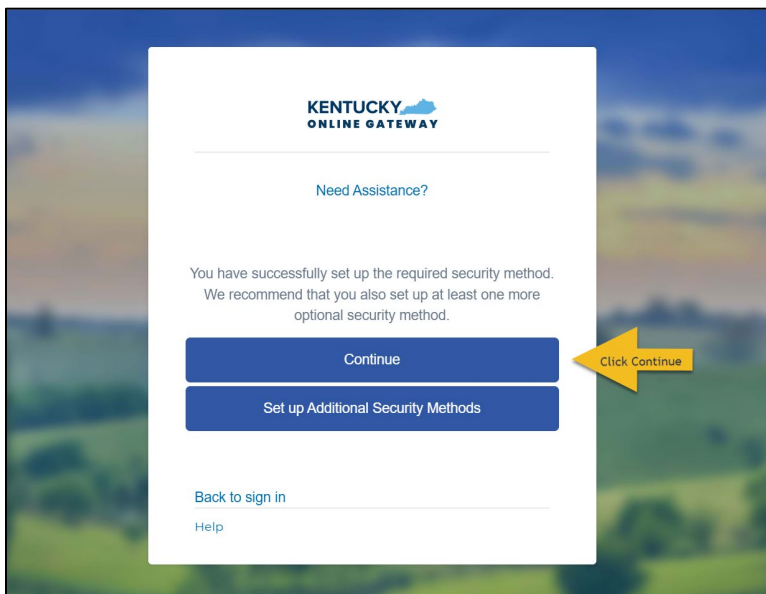 KENTUCKY
ONLINE GATEWAY
Need Assistance?
You have successfully set up the required security method.
We recommend that you also set up at least one more
optional security method.
Continue
Click Continue
Set up Additional Security Methods
Back to sign in
Help